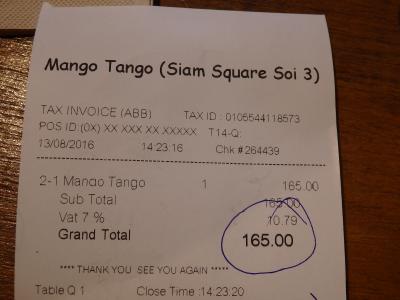 Mango Tango (Siam Square Soi 3)
TAX INVOICE (ABB) TAX ID : 0105544118573
POS ID:(0X) XX XXX XX XXXXX T14-Q:
13/08/2016 14:23:16 Chk # 264439
2-1 Mango Tango 1 165.00
Sub Total 165.00
Vat 7 % 10.79
Grand Total 165.00
**** THANK YOU SEE YOU AGAIN *****
Table Q 1 Close Time :14:23:20